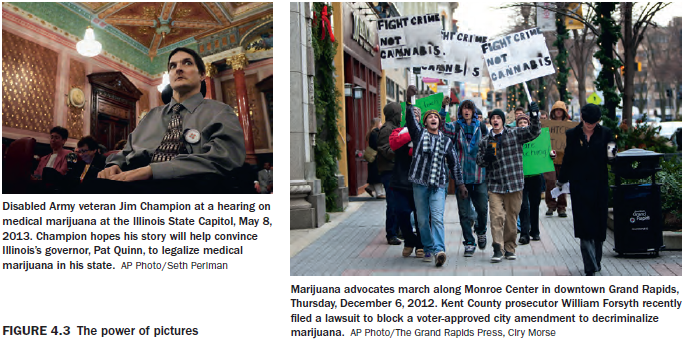 Disabled Army veteran Jim Champion at a hearing on
medical marijuana at the Illinois State Capitol, May 8,
2013. Champion hopes his story will help convince
Illinois's governor, Pat Quinn, to legalize medical
marijuana in his state. AP Photo/Seth Perlman
FIGURE 4.3 The power of pictures
FIGHT CRIME
NOT
CANNABIS.
FIGHT CRIME
NOT
CANNABIS
Marijuana advocates march along Monroe Center in downtown Grand Rapids,
Thursday, December 6, 2012. Kent County prosecutor William Forsyth recently
filed a lawsuit to block a voter-approved city amendment to decriminalize
marijuana. AP Photo/The Grand Rapids Press, Clry Morse